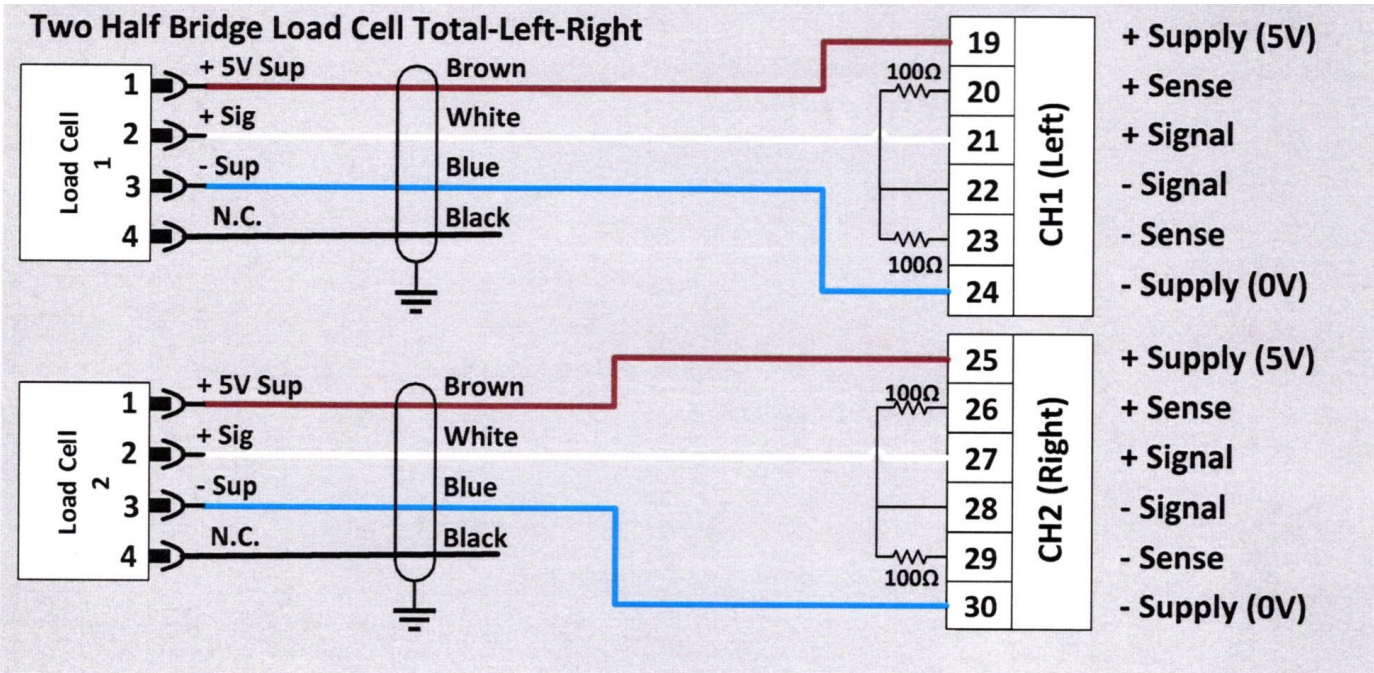 Two Half Bridge Load Cell Total-Left-Right
Load Cell 1
1 + 5V Sup Brown
2 + Sig White
3 - Sup Blue
4 N.C. Black
100Ω
100Ω
19 + Supply (5V)
20 + Sense
21 + Signal
22 - Signal
23 - Sense
24 - Supply (0V)
CH1 (Left)
Load Cell 2
1 + 5V Sup Brown
2 + Sig White
3 - Sup Blue
4 N.C. Black
100Ω
100Ω
25 + Supply (5V)
26 + Sense
27 + Signal
28 - Signal
29 - Sense
30 - Supply (0V)
CH2 (Right)